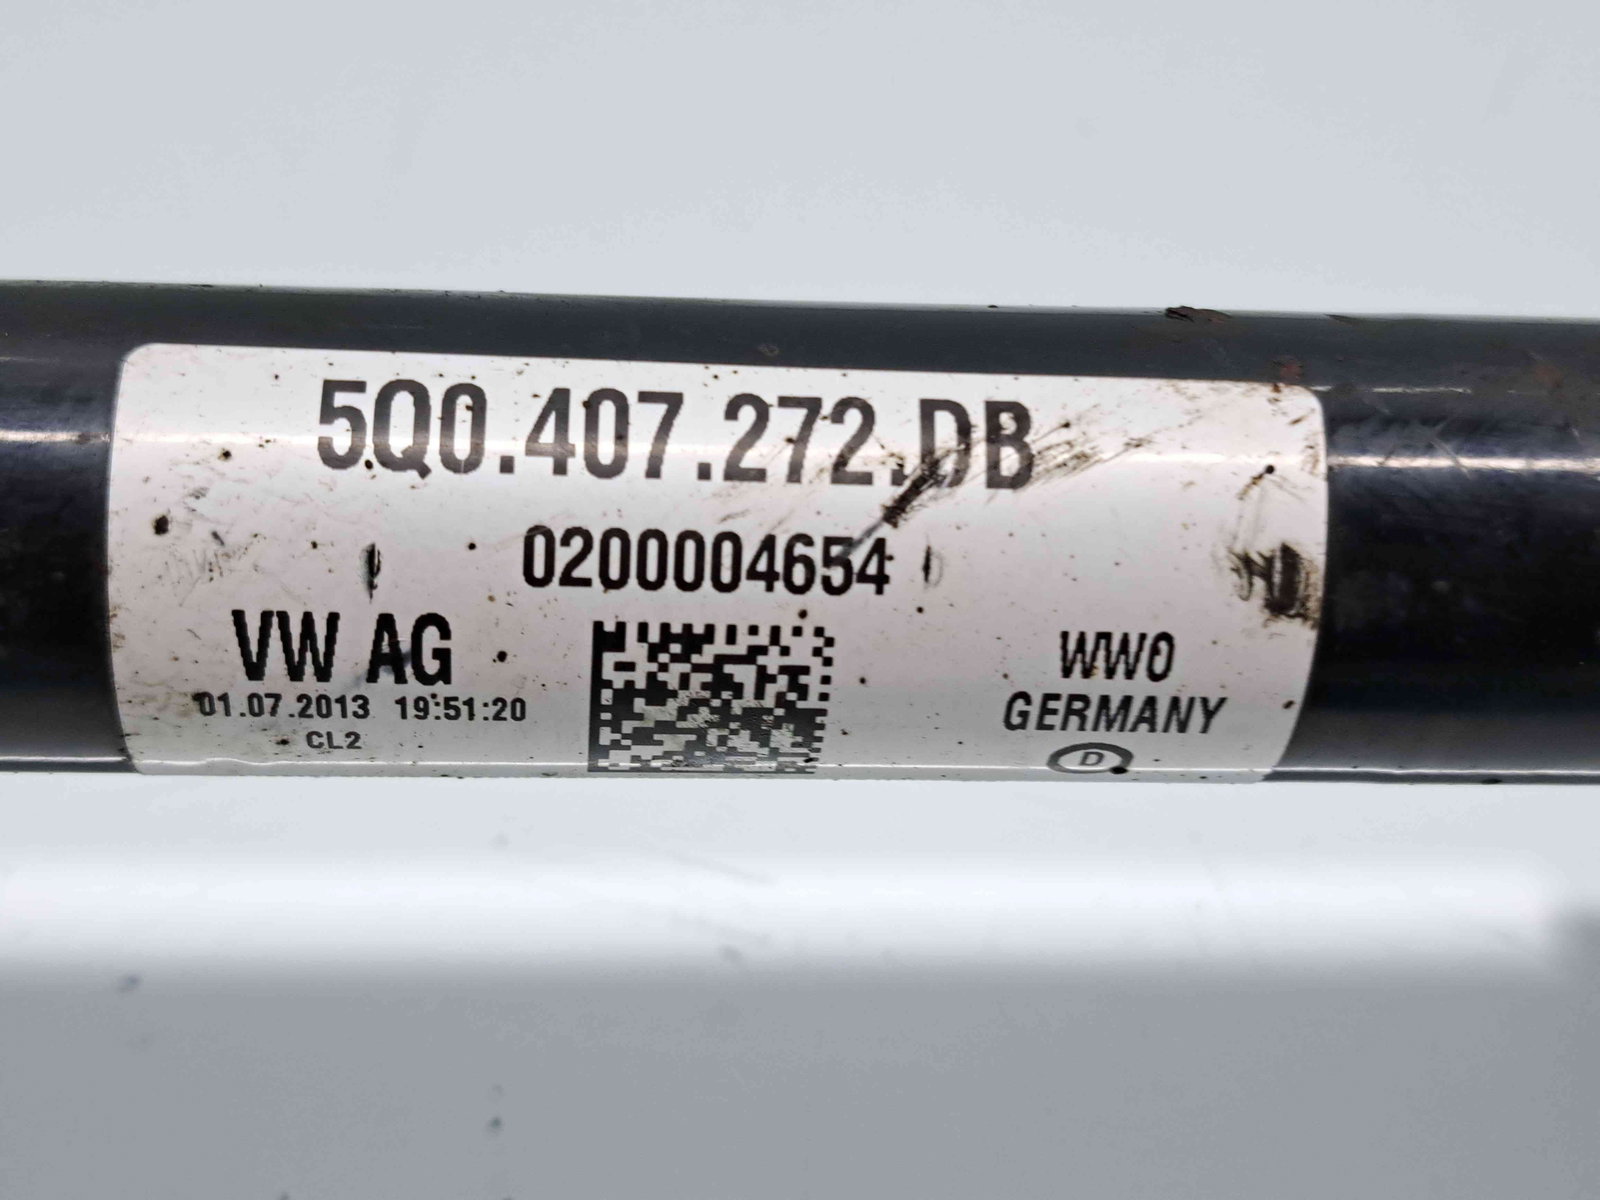 5Q0.407.272.DB
0200004654
VW AG
01.07.2013 19:51:20
CL2
WW0
GERMANY
D